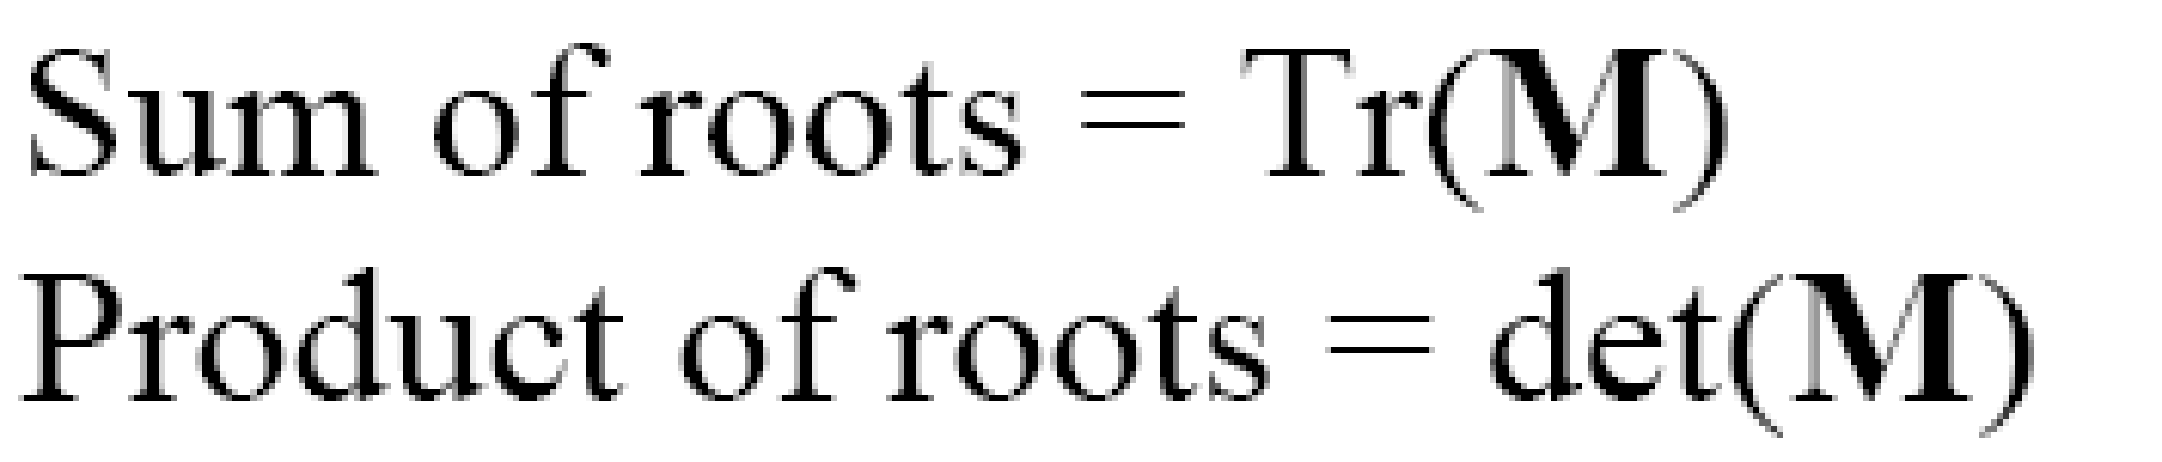 Sum of roots = Tr(M)
Product of roots = det(M)